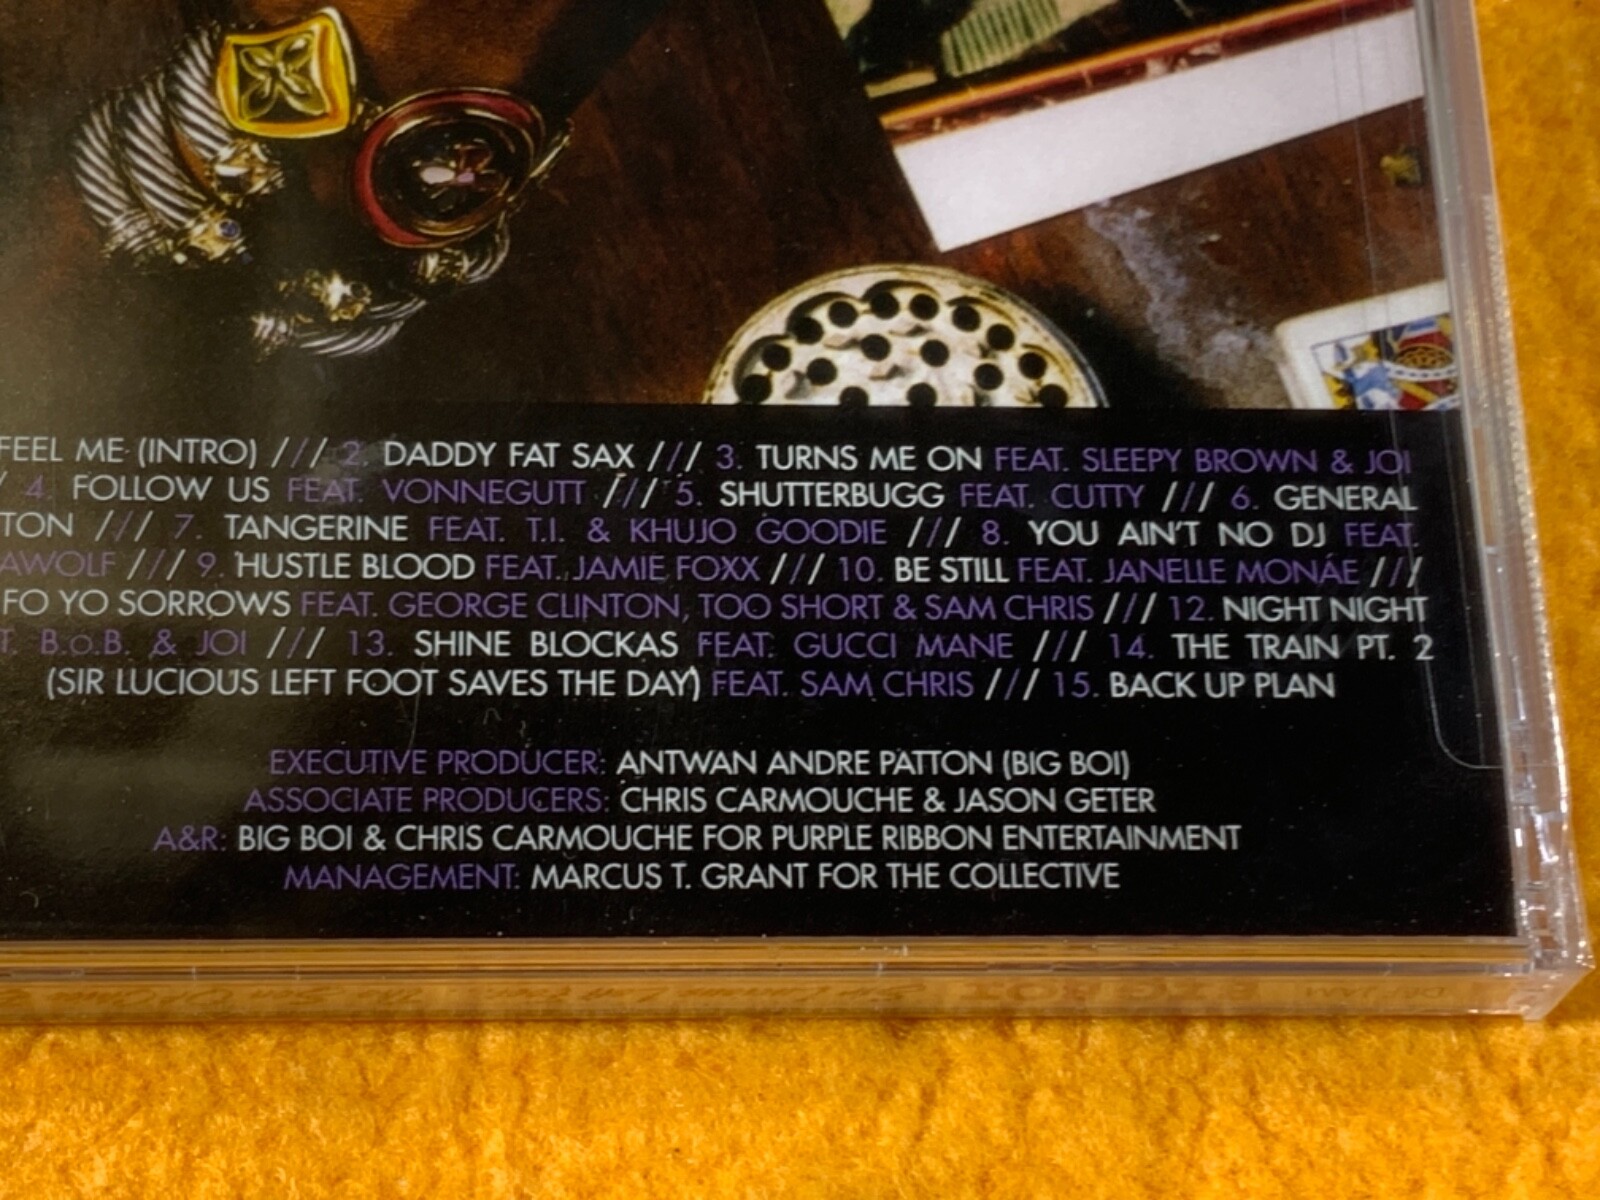 FEEL ME (INTRO) /// 2. DADDY FAT SAX /// 3. TURNS ME ON FEAT. SLEEPY BROWN & JOI
/ 4. FOLLOW US FEAT. VONNEGUTT /// 5. SHUTTERBUGG FEAT. CUTTY /// 6. GENERAL
TON /// 7. TANGERINE FEAT. T.I. & KHUJO GOODIE /// 8. YOU AIN'T NO DJ FEAT.
AWOLF /// 9. HUSTLE BLOOD FEAT. JAMIE FOXX /// 10. BE STILL FEAT. JANELLE MONÁE ///
FO YO SORROWS FEAT. GEORGE CLINTON, TOO SHORT & SAM CHRIS /// 12. NIGHT NIGHT
T. B.o.B. & JOI /// 13. SHINE BLOCKAS FEAT. GUCCI MANE /// 14. THE TRAIN PT. 2
(SIR LUCIOUS LEFT FOOT SAVES THE DAY) FEAT. SAM CHRIS /// 15. BACK UP PLAN
EXECUTIVE PRODUCER: ANTWAN ANDRE PATTON (BIG BOI)
ASSOCIATE PRODUCERS: CHRIS CARMOUCHE & JASON GETER
A&R: BIG BOI & CHRIS CARMOUCHE FOR PURPLE RIBBON ENTERTAINMENT
MANAGEMENT: MARCUS T. GRANT FOR THE COLLECTIVE